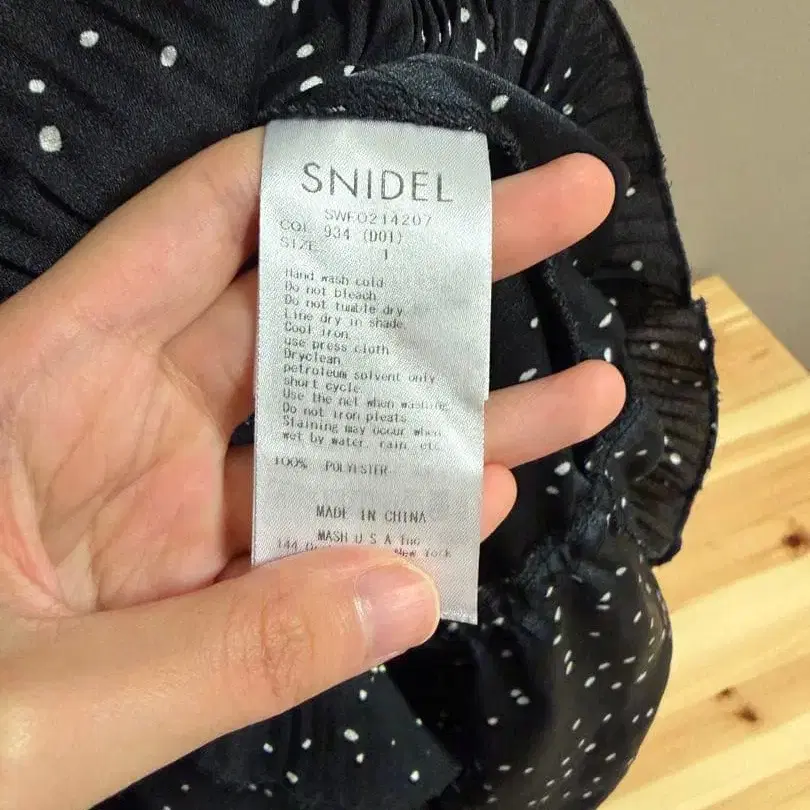 SNIDEL
SWFO214207
COL 934 (D01)
SIZE 1
Hand wash cold
Do not bleach
Do not tumble dry
Line dry in shade
Cool iron
use press cloth
Dryclean
petroleum solvent only
short cycle
Use the net when washing
Do not iron pleats
Staining may occur when
wet by water, rain, etc
100% POLYESTER
MADE IN CHINA
MASH U S A Inc
144 New York